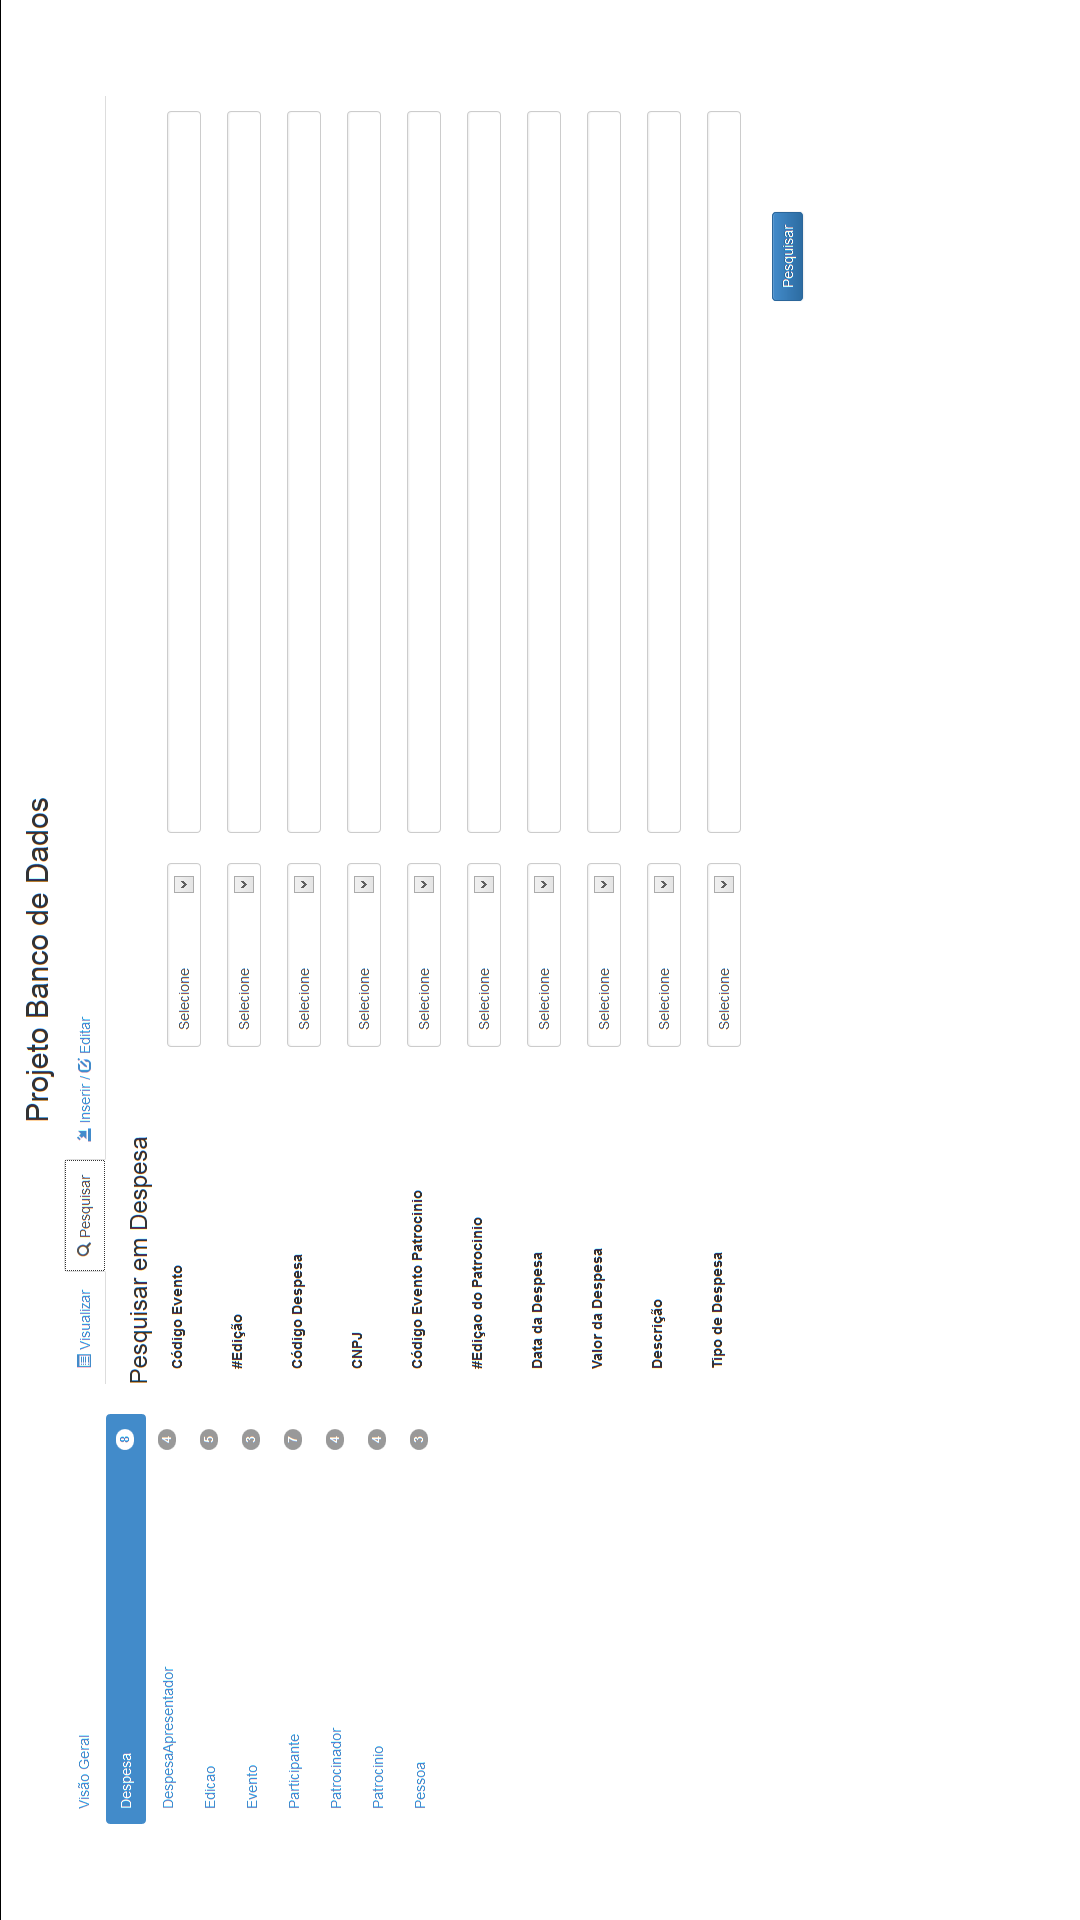 Projeto Banco de Dados
Visão Geral
Despesa 8
DespesaApresentador 4
Edicao 5
Evento 3
Participante 7
Patrocinador 4
Patrocinio 4
Pessoa 3
Visualizar Pesquisar Inserir / Editar
Pesquisar em Despesa
Código Evento Selecione
#Edição Selecione
Código Despesa Selecione
CNPJ Selecione
Código Evento Patrocinio Selecione
#Ediçao do Patrocinio Selecione
Data da Despesa Selecione
Valor da Despesa Selecione
Descrição Selecione
Tipo de Despesa Selecione
Pesquisar